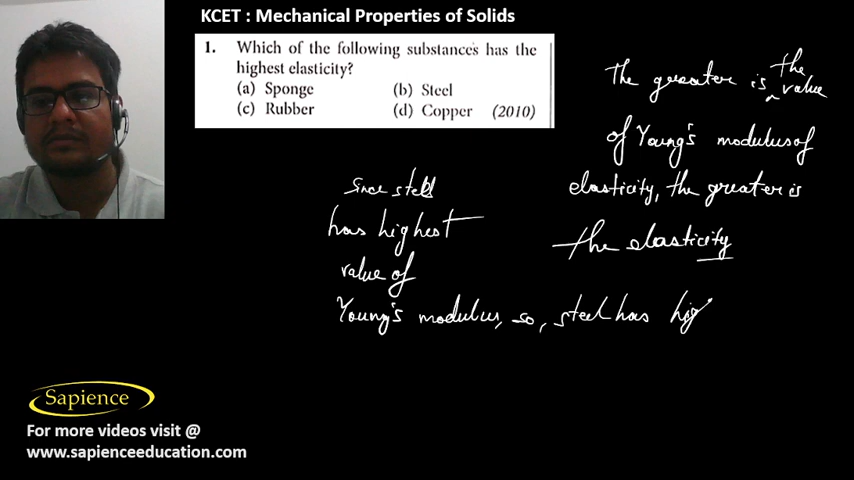 KCET : Mechanical Properties of Solids
1. Which of the following substances has the
highest elasticity?
(a) Sponge (b) Steel
(c) Rubber (d) Copper (2010)
The greater is the value
of Young's modulus of
elasticity, the greater is
the elasticity
since steel
has highest
value of
Young's modulus, so, steel has hig
Sapience
For more videos visit @
www.sapienceeducation.com